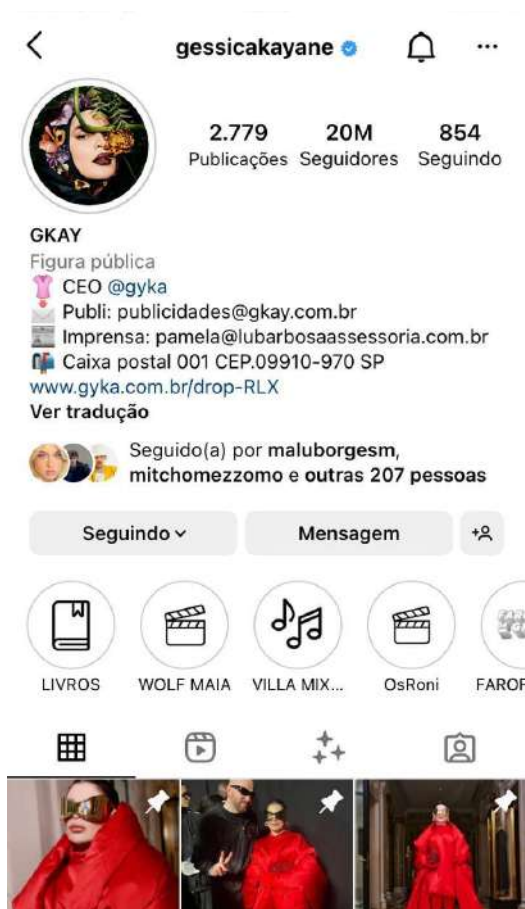 gessicakayane
2.779 20M 854
Publicações Seguidores Seguindo
GKAY
Figura pública
CEO @gyka
Publi: publicidades@gkay.com.br
Imprensa: pamela@lubarbosaassessoria.com.br
Caixa postal 001 CEP.09910-970 SP
www.gyka.com.br/drop-RLX
Ver tradução
Seguido(a) por maluborgesm,
mitchomezzomo e outras 207 pessoas
Seguindo Mensagem
LIVROS WOLF MAIA VILLA MIX... OsRoni FAROF